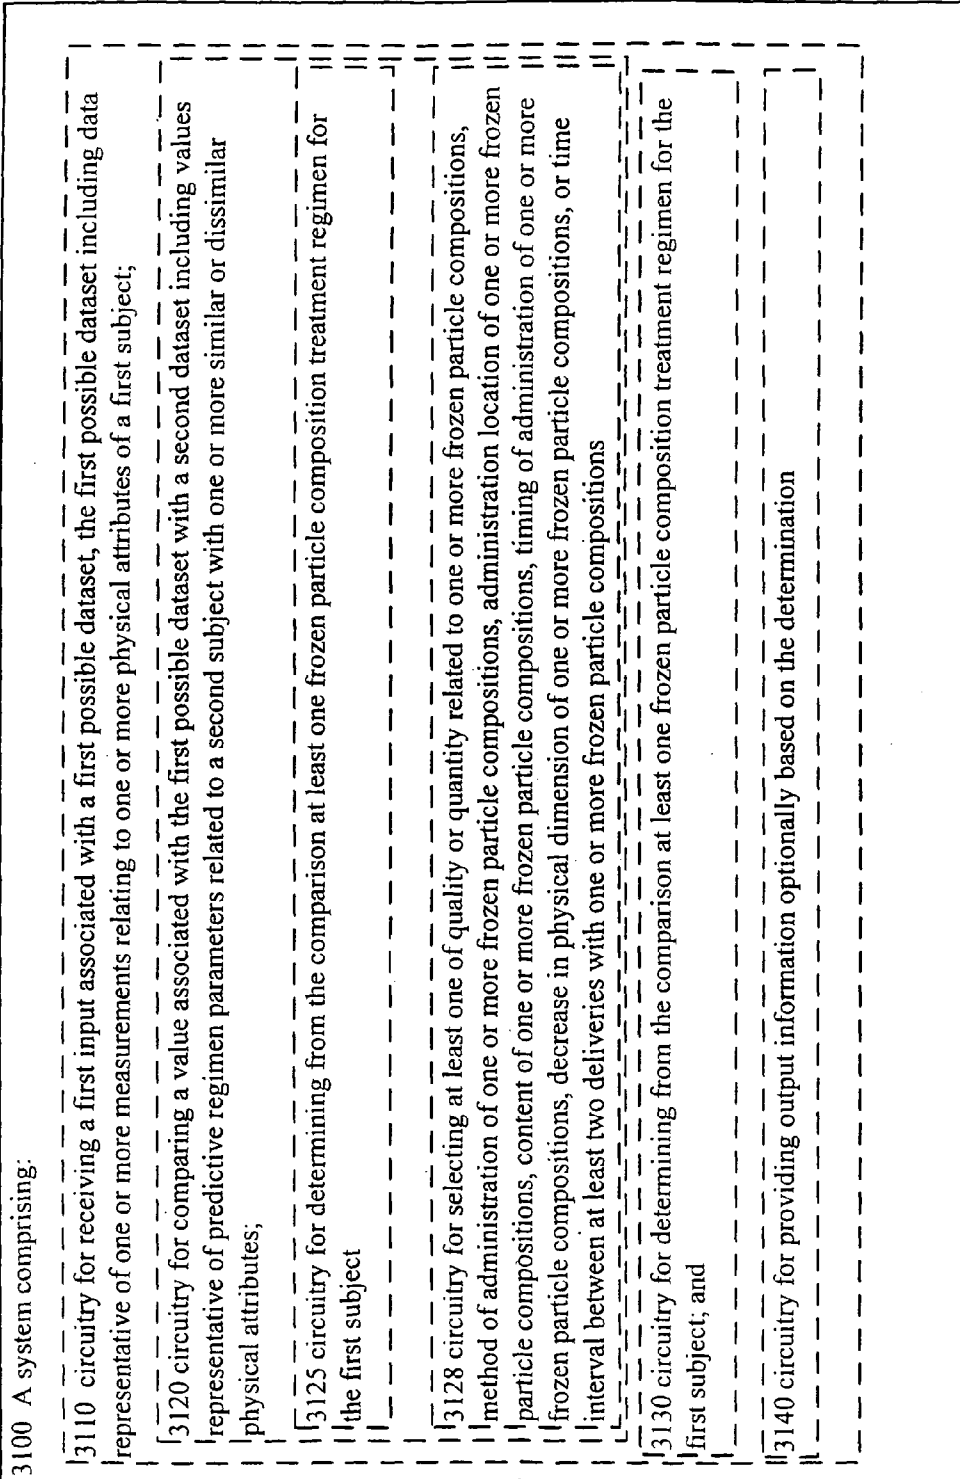 3100 A system comprising:
3110 circuitry for receiving a first input associated with a first possible dataset, the first possible dataset including data
representative of one or more measurements relating to one or more physical attributes of a first subject;
3120 circuitry for comparing a value associated with the first possible dataset with a second dataset including values
representative of predictive regimen parameters related to a second subject with one or more similar or dissimilar
physical attributes;
3125 circuitry for determining from the comparison at least one frozen particle composition treatment regimen for
the first subject
3128 circuitry for selecting at least one of quality or quantity related to one or more frozen particle compositions,
method of administration of one or more frozen particle compositions, administration location of one or more frozen
particle compositions, content of one or more frozen particle compositions, timing of administration of one or more
frozen particle compositions, decrease in physical dimension of one or more frozen particle compositions, or time
interval between at least two deliveries with one or more frozen particle compositions
3130 circuitry for determining from the comparison at least one frozen particle composition treatment regimen for the
first subject; and
3140 circuitry for providing output information optionally based on the determination